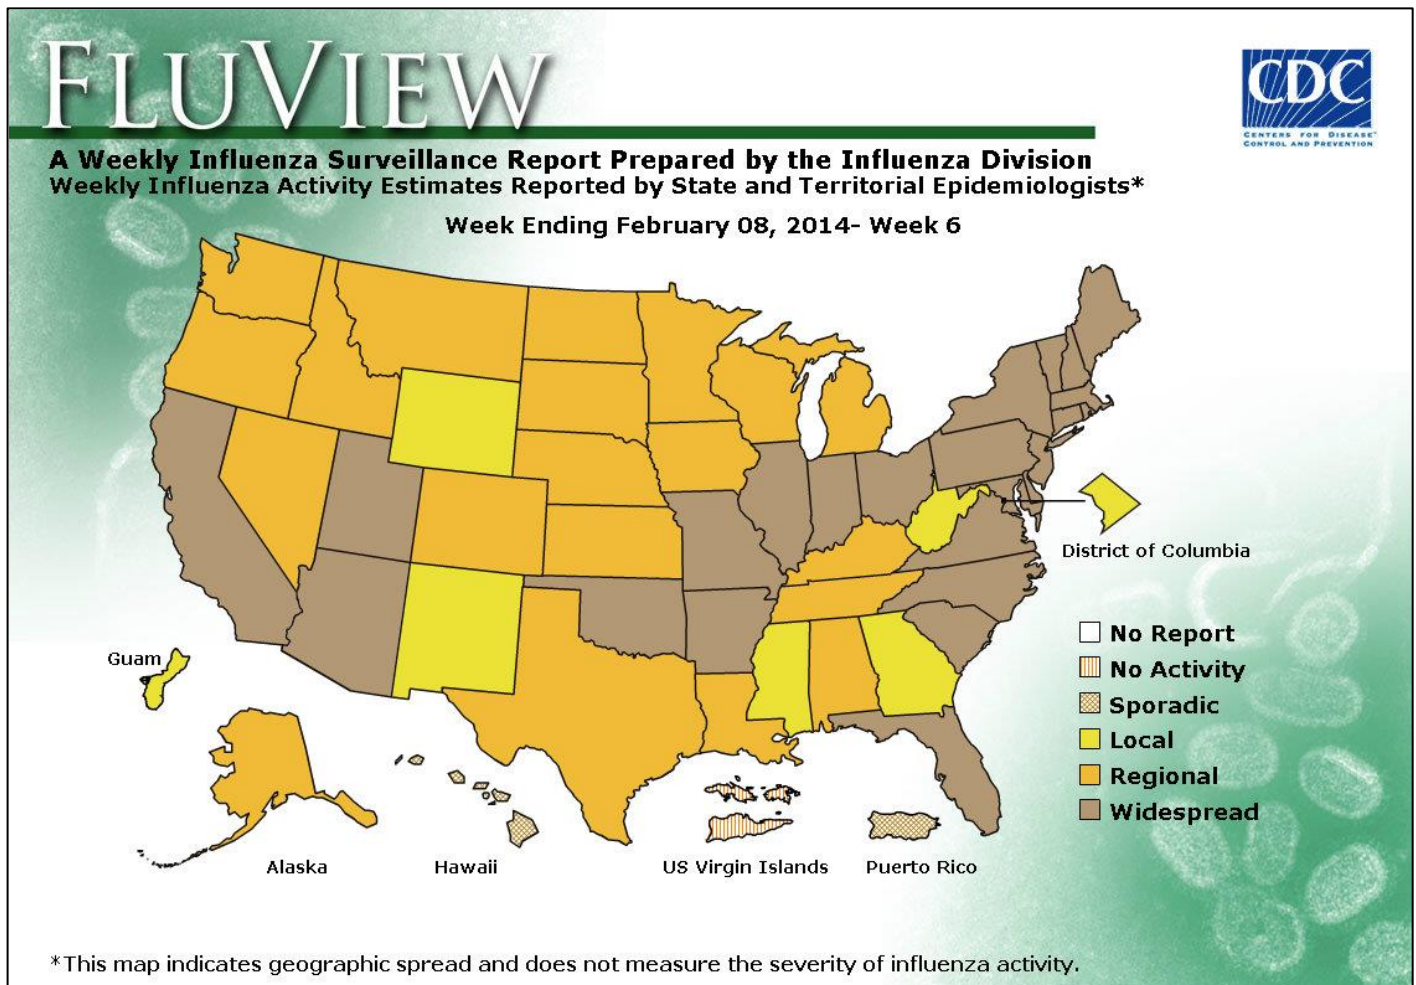 FLUVIEW
CDC
CENTERS FOR DISEASE™
CONTROL AND PREVENTION
A Weekly Influenza Surveillance Report Prepared by the Influenza Division
Weekly Influenza Activity Estimates Reported by State and Territorial Epidemiologists*
Week Ending February 08, 2014- Week 6
District of Columbia
Guam
No Report
No Activity
Sporadic
Local
Regional
Widespread
Alaska
Hawaii
US Virgin Islands
Puerto Rico
*This map indicates geographic spread and does not measure the severity of influenza activity.